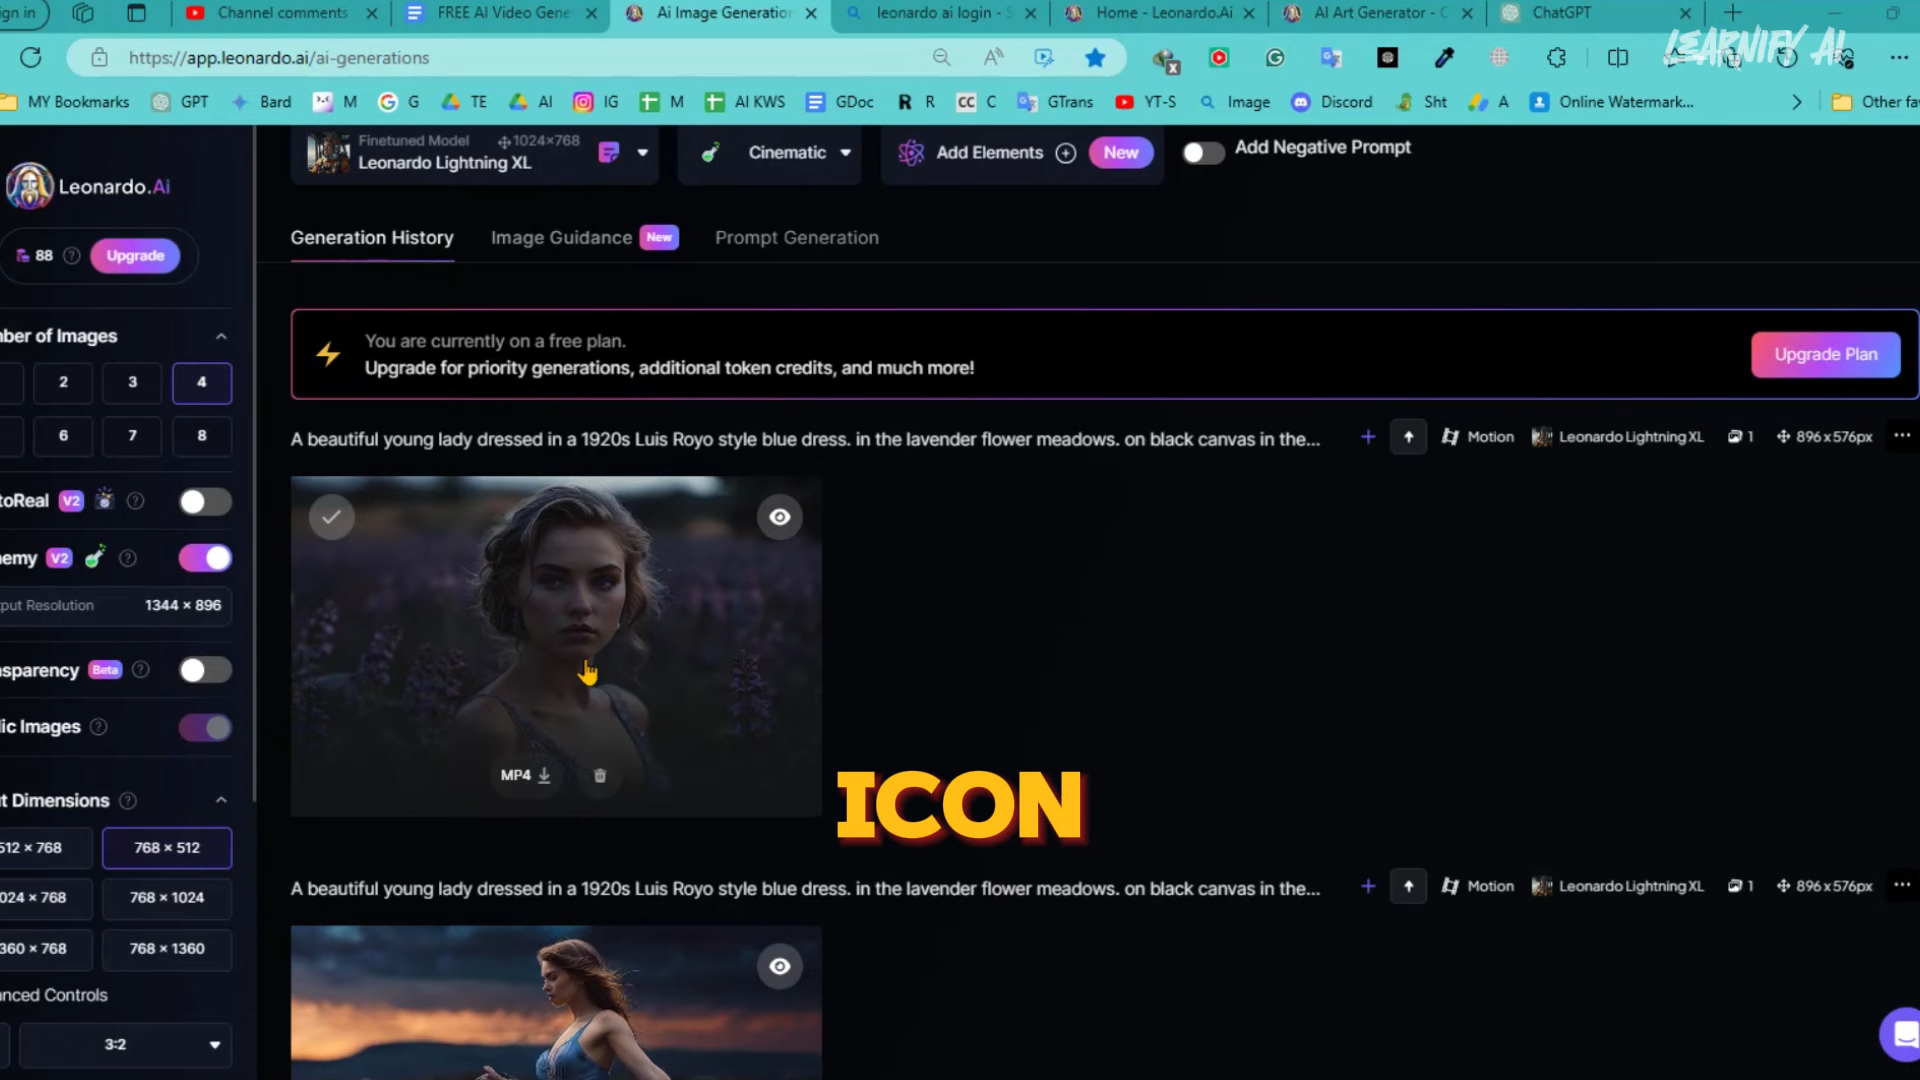 ign in
Channel comments
FREE AI Video Gene
Ai Image Generation
leonardo ai login - S
Home - Leonardo.Ai
AI Art Generator - C
ChatGPT
LEARNIFY AI
https://app.leonardo.ai/ai-generations
MY Bookmarks
GPT
Bard
M
G
TE
AI
IG
M
AI KWS
GDoc
R
C
GTrans
YT-S
Image
Discord
Sht
A
Online Watermark...
Other fav
Finetuned Model
1024×768
Leonardo Lightning XL
Cinematic
Add Elements
New
Add Negative Prompt
Leonardo.Ai
88
Upgrade
Generation History
Image Guidance
New
Prompt Generation
You are currently on a free plan.
Upgrade for priority generations, additional token credits, and much more!
Upgrade Plan
ber of Images
2
3
4
6
7
8
toReal V2
emy V2
put Resolution
1344 × 896
nsparency Beta
lic Images
t Dimensions
512 × 768
768 × 512
024 × 768
768 × 1024
360 × 768
768 × 1360
nced Controls
3:2
A beautiful young lady dressed in a 1920s Luis Royo style blue dress. in the lavender flower meadows. on black canvas in the...
Motion
Leonardo Lightning XL
1
896x576px
MP4
ICON
A beautiful young lady dressed in a 1920s Luis Royo style blue dress. in the lavender flower meadows. on black canvas in the...
Motion
Leonardo Lightning XL
1
896x576px